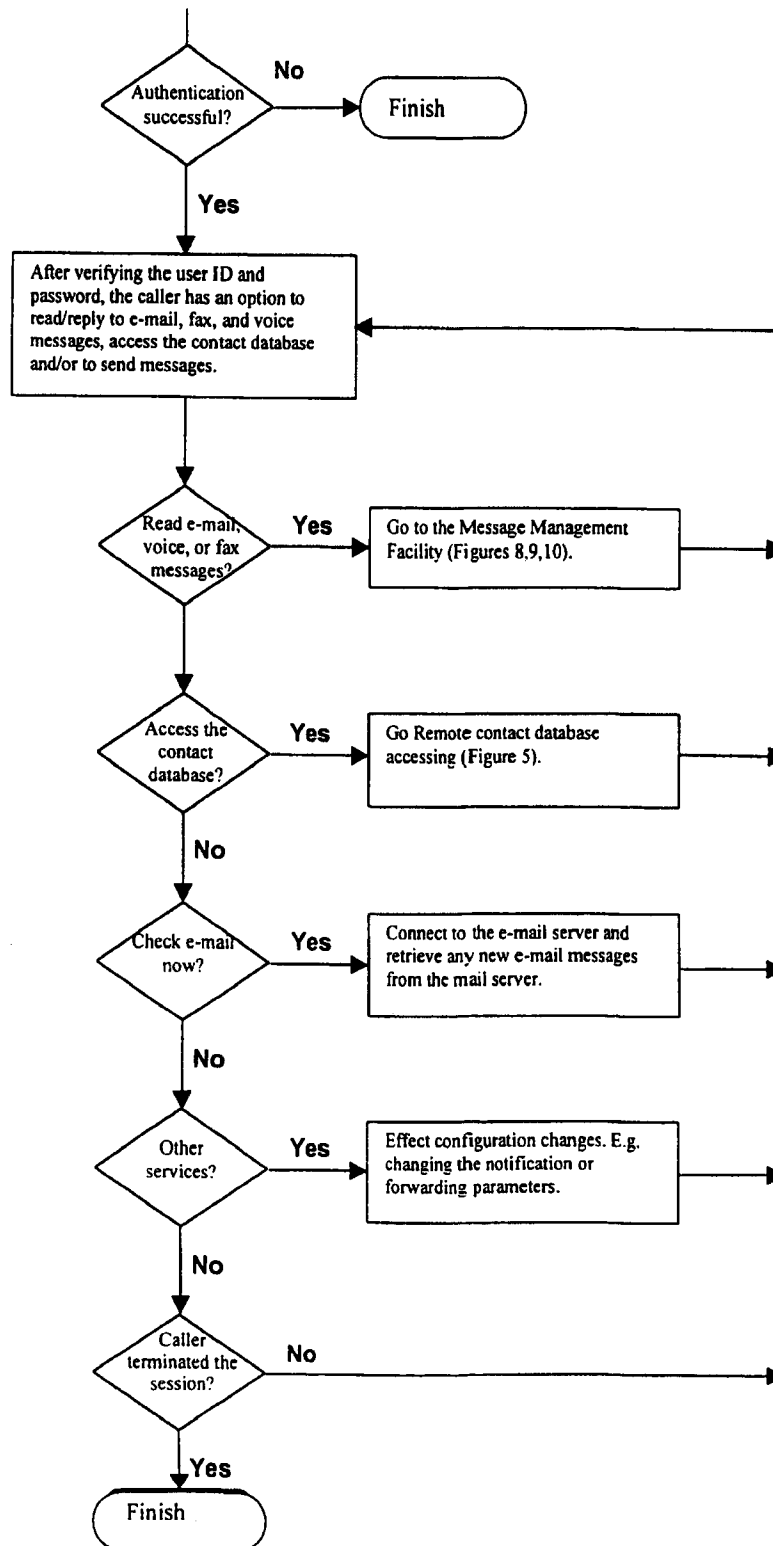 No
Authentication
successful?
Finish
Yes
After verifying the user ID and
password, the caller has an option to
read/reply to e-mail, fax, and voice
messages, access the contact database
and/or to send messages.
Read e-mail,
voice, or fax
messages?
Yes
Go to the Message Management
Facility (Figures 8,9,10).
Access the
contact
database?
Yes
Go Remote contact database
accessing (Figure 5).
No
Check e-mail
now?
Yes
Connect to the e-mail server and
retrieve any new e-mail messages
from the mail server.
No
Other
services?
Yes
Effect configuration changes. E.g.
changing the notification or
forwarding parameters.
No
Caller
terminated the
session?
No
Yes
Finish